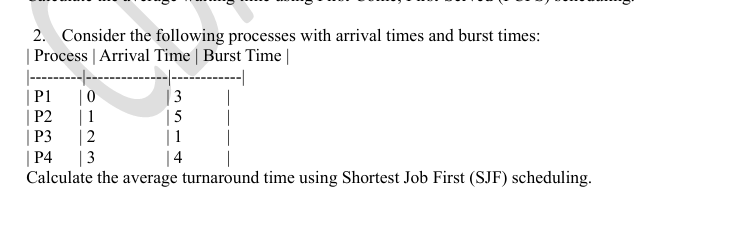 2. Consider the following processes with arrival times and burst times:
| Process | Arrival Time | Burst Time |
|---------|--------------|------------|
| P1 | 0 | 3 |
| P2 | 1 | 5 |
| P3 | 2 | 1 |
| P4 | 3 | 4 |
Calculate the average turnaround time using Shortest Job First (SJF) scheduling.